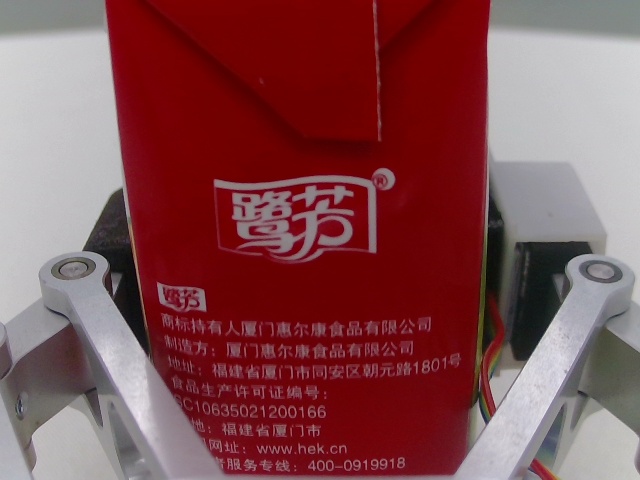 鹭芳®
鹭芳
商标持有人厦门惠尔康食品有限公司
制造方：厦门惠尔康食品有限公司
地址：福建省厦门市同安区朝元路1801号
食品生产许可证编号：
SC10635021200166
地：福建省厦门市
网址：www.hek.cn
服务专线：400-0919918